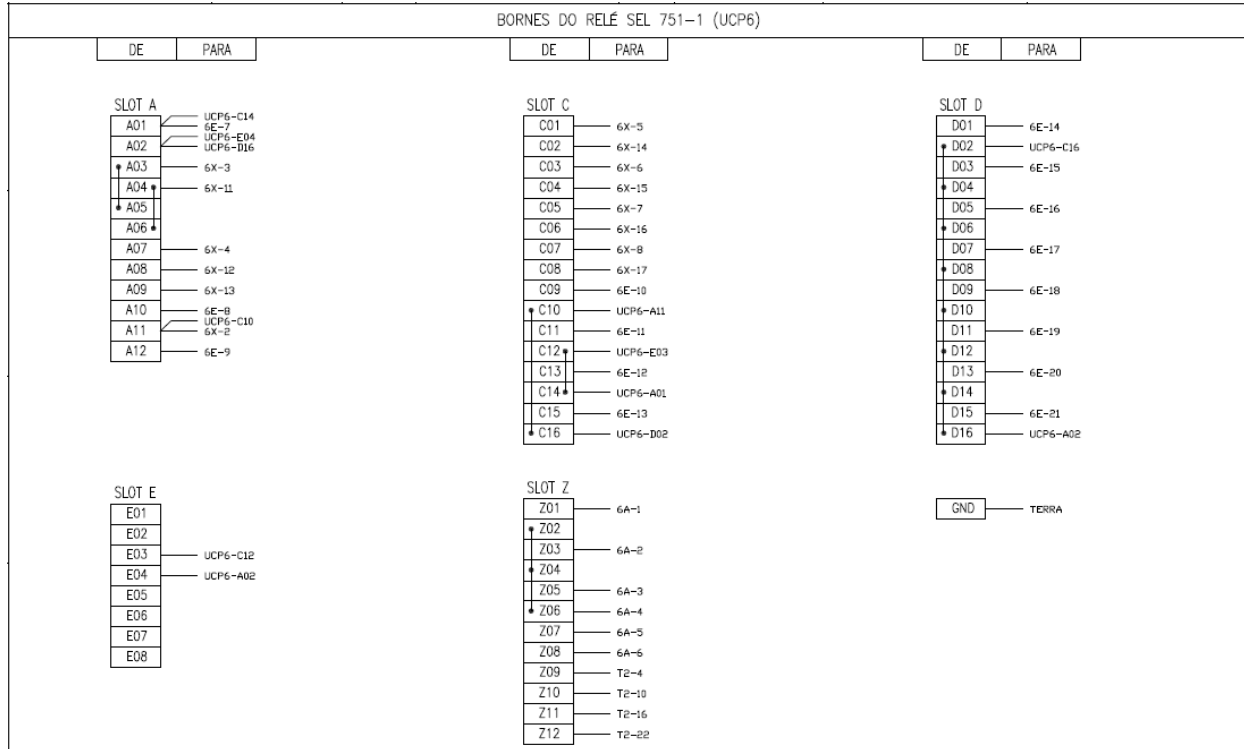 BORNES DO RELÉ SEL 751-1 (UCP6)
DE PARA
DE PARA
DE PARA
SLOT A
UCP6-C14
A01 6E-7
UCP6-E04
A02 UCP6-D16
A03 6X-3
A04 6X-11
A05
A06
A07 6X-4
A08 6X-12
A09 6X-13
A10 6E-8
UCP6-C10
A11 6X-2
A12 6E-9
SLOT C
C01 6X-5
C02 6X-14
C03 6X-6
C04 6X-15
C05 6X-7
C06 6X-16
C07 6X-8
C08 6X-17
C09 6E-10
C10 UCP6-A11
C11 6E-11
C12 UCP6-E03
C13 6E-12
C14 UCP6-A01
C15 6E-13
C16 UCP6-D02
SLOT D
D01 6E-14
D02 UCP6-C16
D03 6E-15
D04
D05 6E-16
D06
D07 6E-17
D08
D09 6E-18
D10
D11 6E-19
D12
D13 6E-20
D14
D15 6E-21
D16 UCP6-A02
SLOT E
E01
E02
E03 UCP6-C12
E04 UCP6-A02
E05
E06
E07
E08
SLOT Z
Z01 6A-1
Z02
Z03 6A-2
Z04
Z05 6A-3
Z06 6A-4
Z07 6A-5
Z08 6A-6
Z09 T2-4
Z10 T2-10
Z11 T2-16
Z12 T2-22
GND TERRA